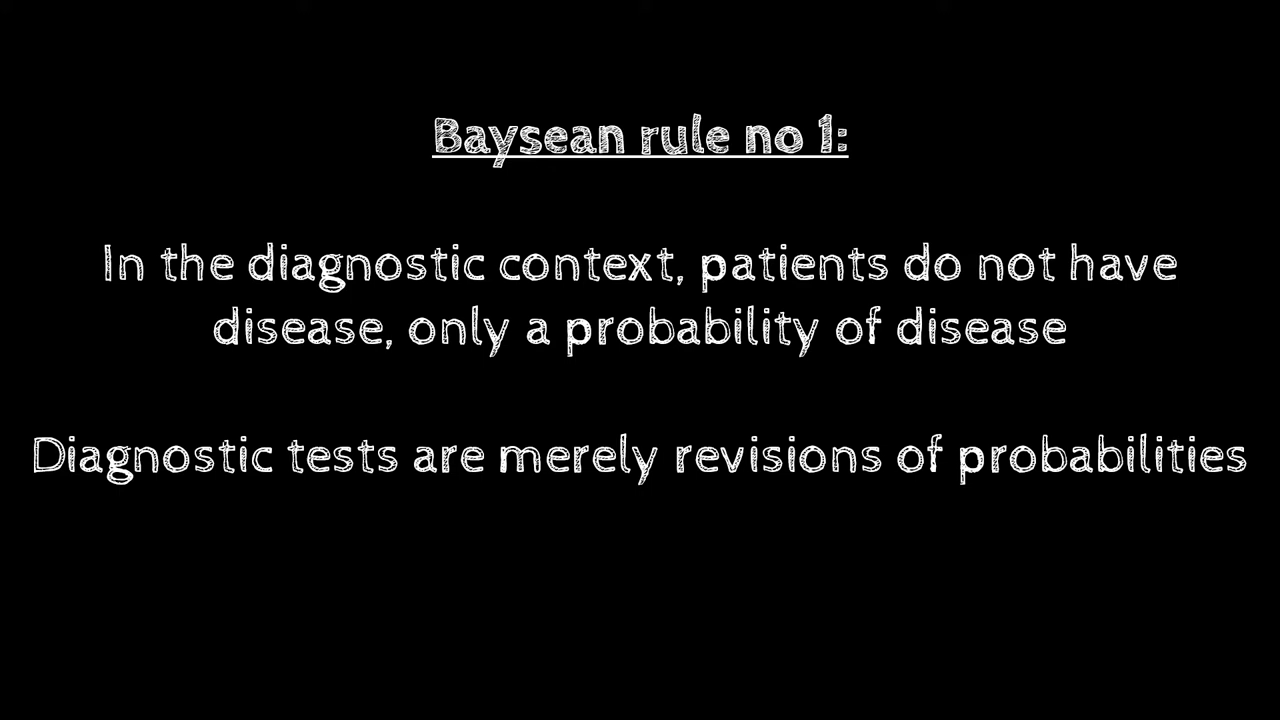 Baysean rule no 1:
In the diagnostic context, patients do not have
disease, only a probability of disease
Diagnostic tests are merely revisions of probabilities